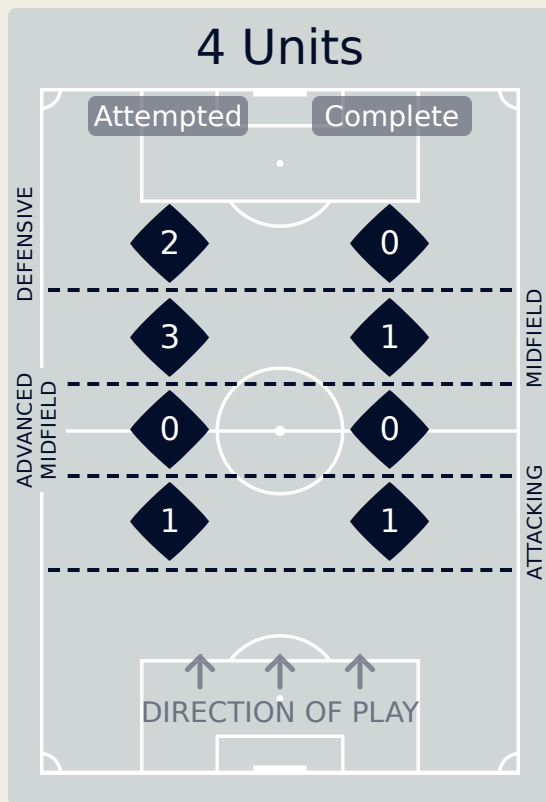 4 Units
Attempted Complete
DEFENSIVE
2 0
MIDFIELD
3 1
ADVANCED
MIDFIELD
0 0
ATTACKING
1 1
DIRECTION OF PLAY